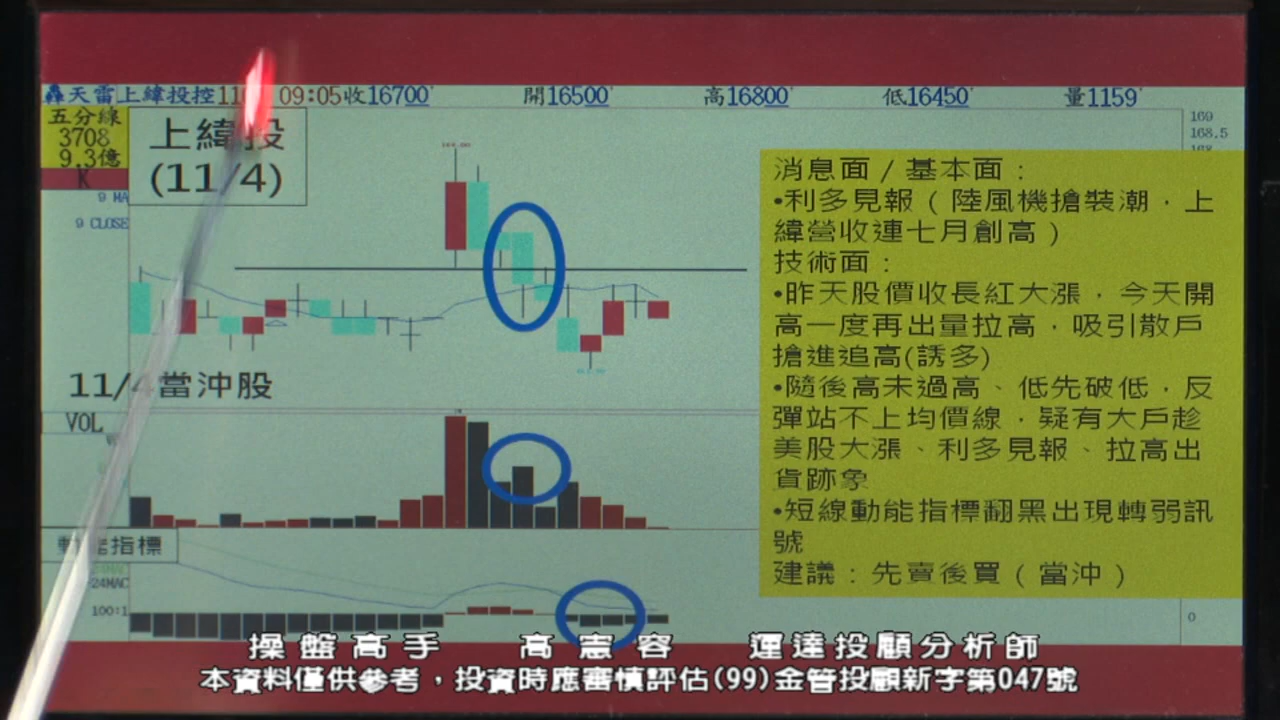 轟天雷上緯投控11 09:05收16700 開16500 高16800 低16450 量1159
五分線
3708
9.3億
K
9 MA
9 CLOSE
上緯投
(11/4)
169
168.5
11/4當沖股
VOL
動能指標
24MAC
100:1
0
消息面/基本面:
•利多見報(陸風機搶裝潮,上
緯營收連七月創高)
技術面:
•昨天股價收長紅大漲,今天開
高一度再出量拉高,吸引散戶
搶進追高(誘多)
•隨後高未過高、低先破低,反
彈站不上均價線,疑有大戶趁
美股大漲、利多見報、拉高出
貨跡象
•短線動能指標翻黑出現轉弱訊
號
建議:先賣後買(當沖)
操盤高手 高憲容 運達投顧分析師
本資料僅供參考,投資時應審慎評估(99)金管投顧新字第047號